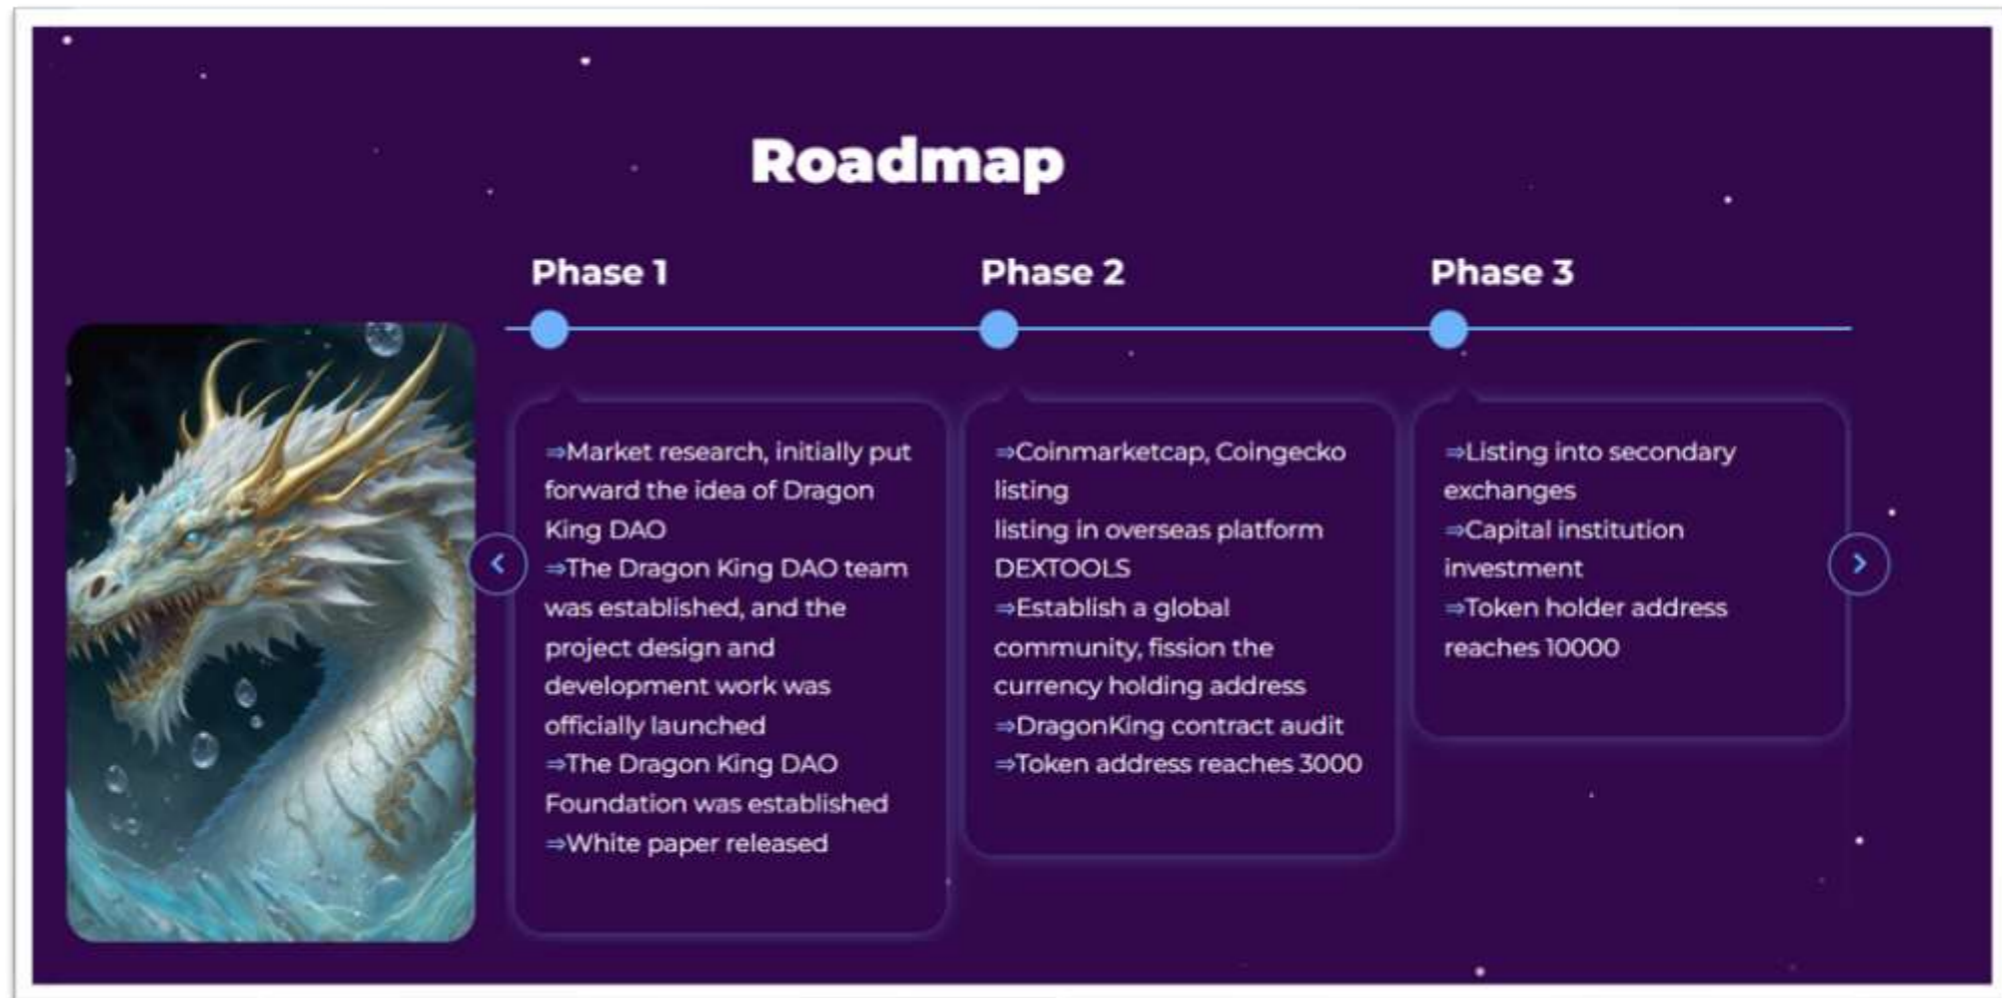 Roadmap
Phase 1
⇒Market research, initially put
forward the idea of Dragon
King DAO
⇒The Dragon King DAO team
was established, and the
project design and
development work was
officially launched
⇒The Dragon King DAO
Foundation was established
⇒White paper released
Phase 2
⇒Coinmarketcap, Coingecko
listing
listing in overseas platform
DEXTOOLS
⇒Establish a global
community, fission the
currency holding address
⇒DragonKing contract audit
⇒Token address reaches 3000
Phase 3
⇒Listing into secondary
exchanges
⇒Capital institution
investment
⇒Token holder address
reaches 10000